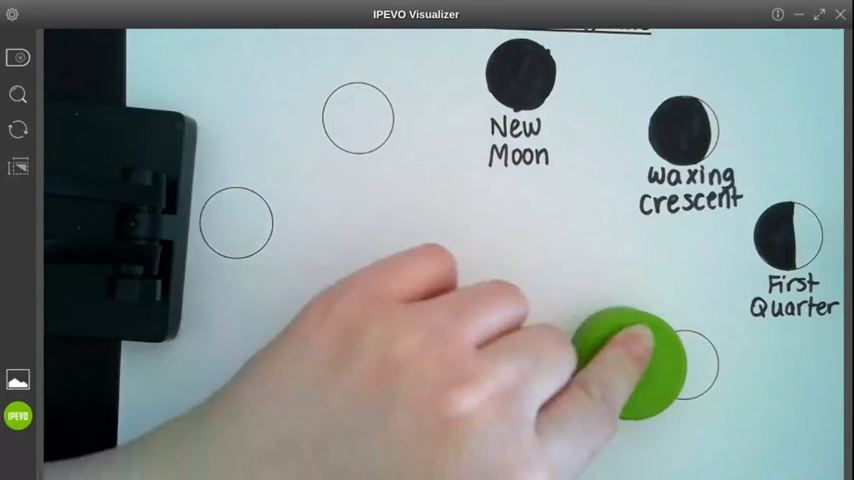 IPEVO Visualizer
New
Moon
Waxing
Crescent
First
Quarter
IPEVO